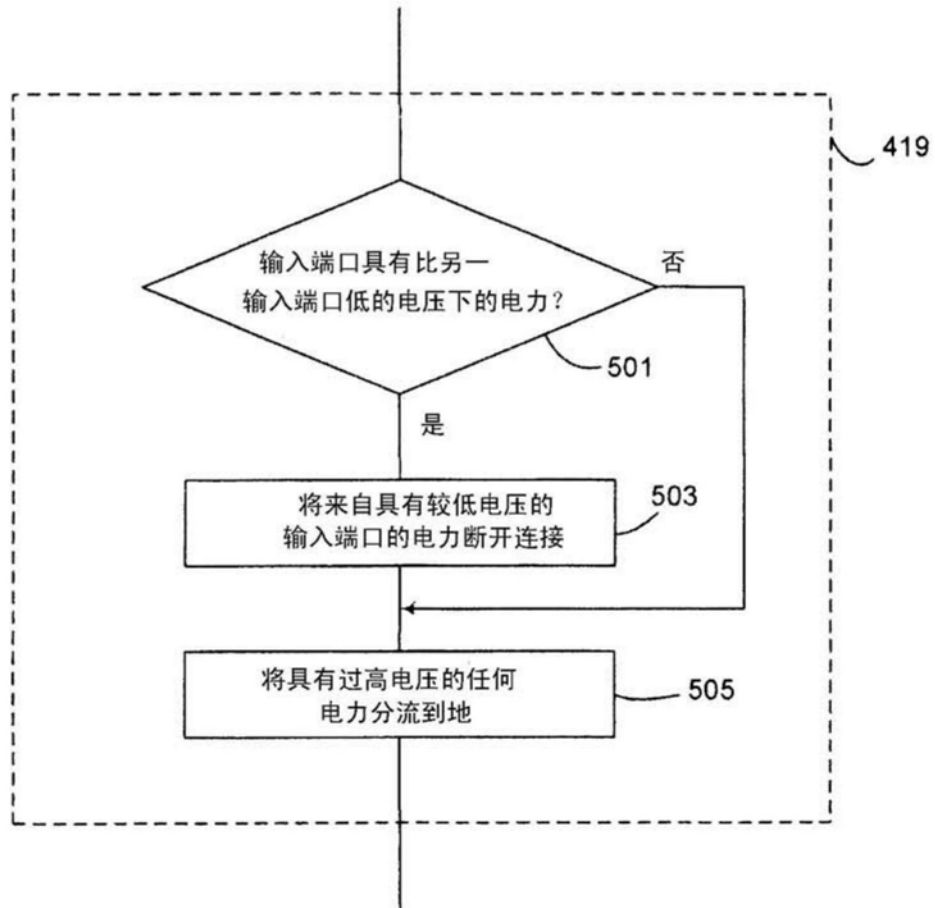 419
输入端口具有比另一
输入端口低的电压下的电力?
否
501
是
将来自具有较低电压的
输入端口的电力断开连接
503
将具有过高电压的任何
电力分流到地
505